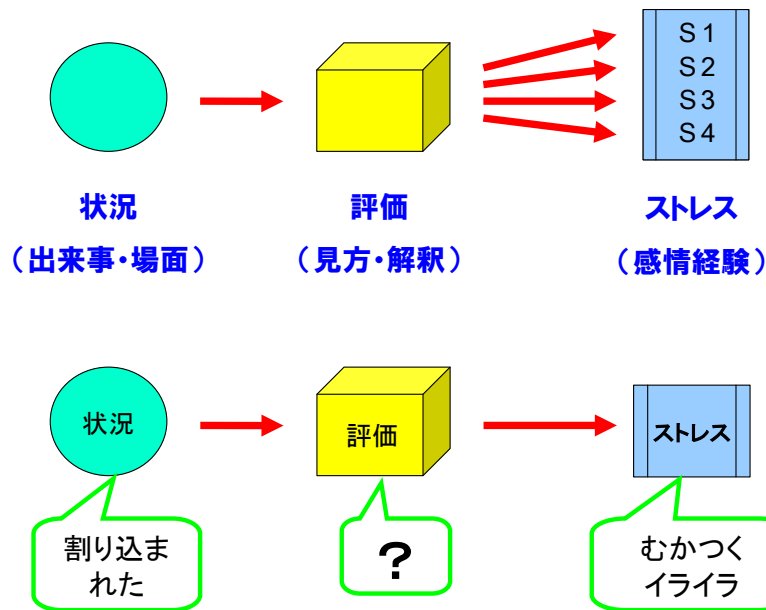 S1
S2
S3
S4
状況
(出来事・場面)
評価
(見方・解釈)
ストレス
(感情経験)
状況
評価
ストレス
割り込ま
れた
?
むかつく
イライラ